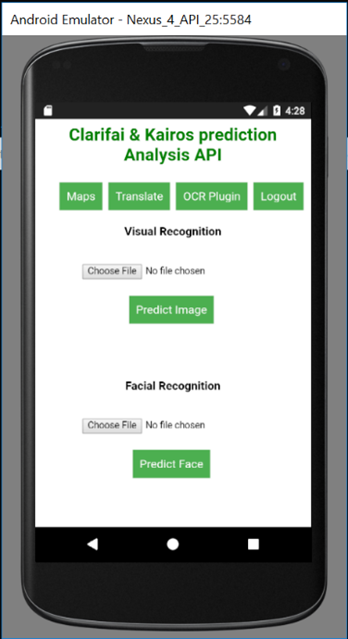 Android Emulator - Nexus_4_API_25:5584
4:28
Clarifai & Kairos prediction
Analysis API
Maps Translate OCR Plugin Logout
Visual Recognition
Choose File No file chosen
Predict Image
Facial Recognition
Choose File No file chosen
Predict Face